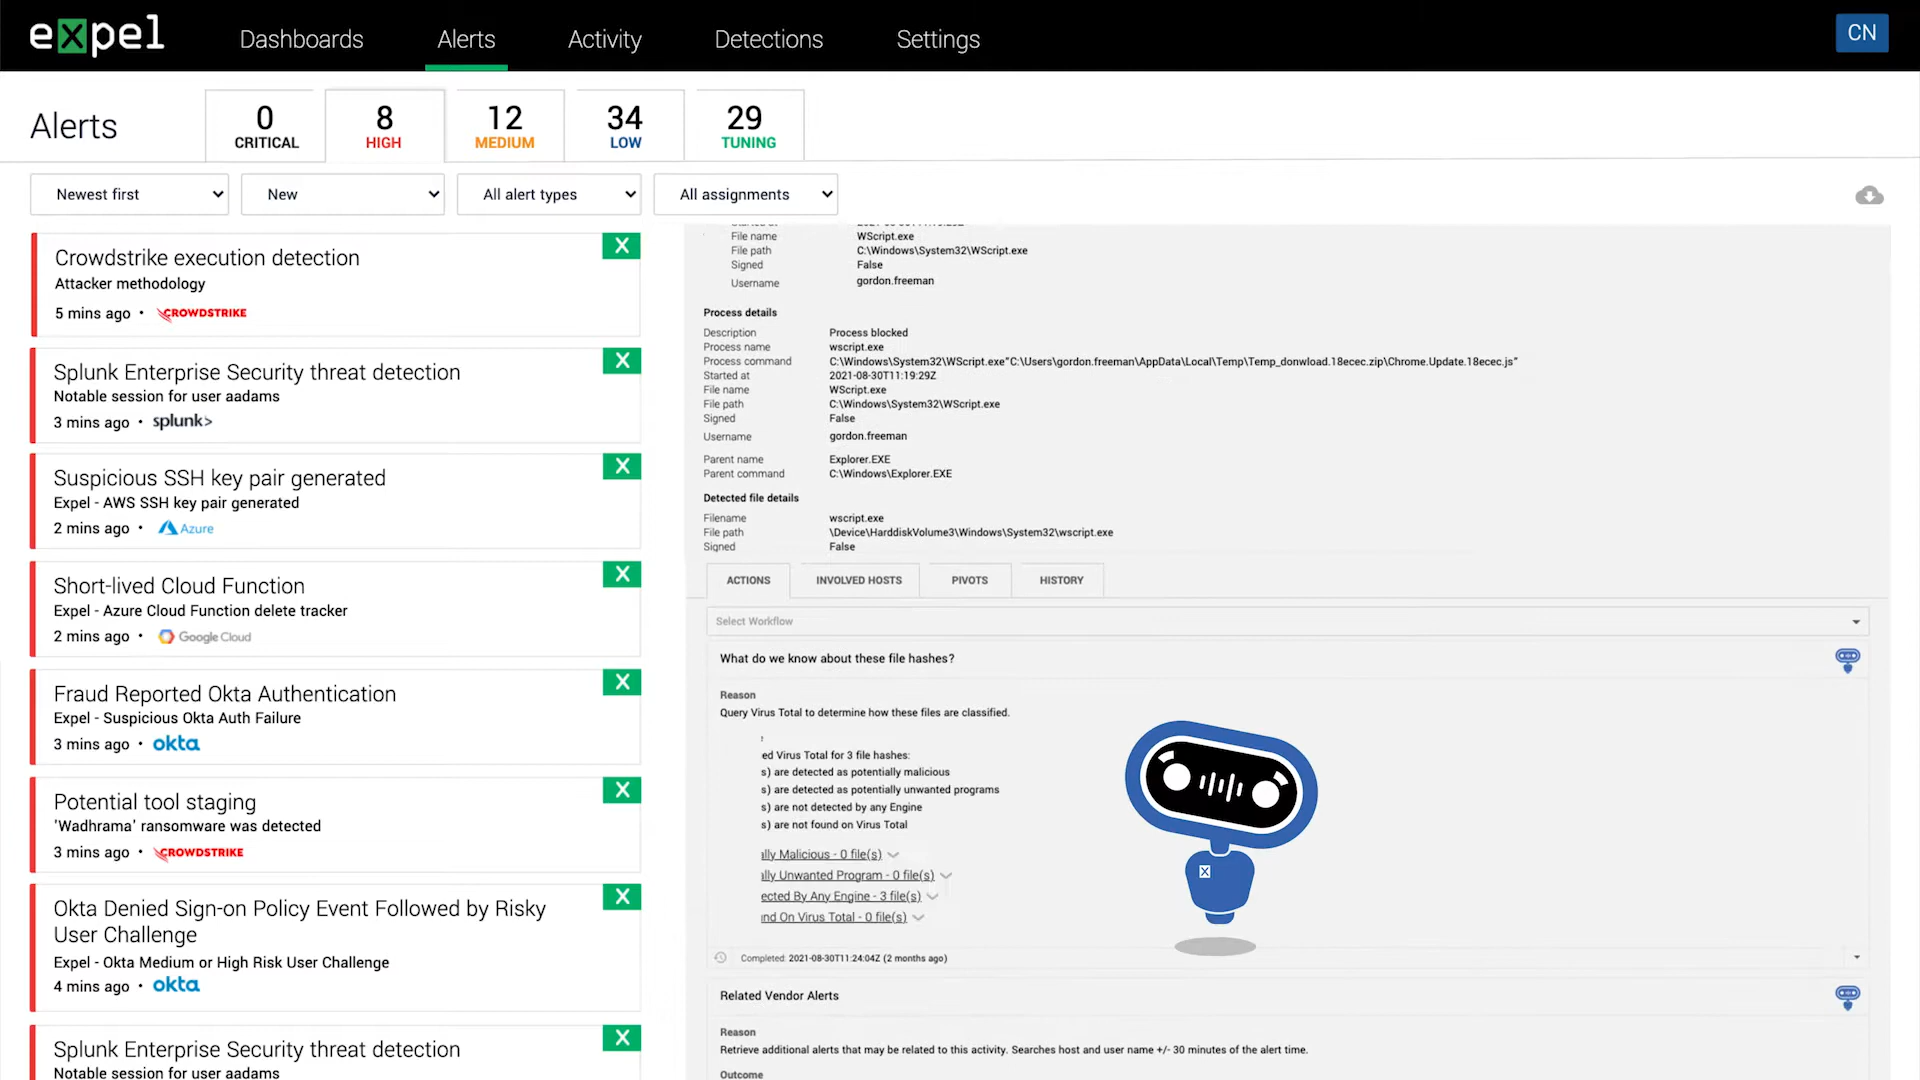 expel
Dashboards
Alerts
Activity
Detections
Settings
CN
Alerts
0
CRITICAL
8
HIGH
12
MEDIUM
34
LOW
29
TUNING
Newest first
New
All alert types
All assignments
Crowdstrike execution detection
X
Attacker methodology
5 mins ago • CROWDSTRIKE
Splunk Enterprise Security threat detection
X
Notable session for user aadams
3 mins ago • splunk>
Suspicious SSH key pair generated
X
Expel - AWS SSH key pair generated
2 mins ago • Azure
Short-lived Cloud Function
X
Expel - Azure Cloud Function delete tracker
2 mins ago • Google Cloud
Fraud Reported Okta Authentication
X
Expel - Suspicious Okta Auth Failure
3 mins ago • okta
Potential tool staging
X
'Wadhrama' ransomware was detected
3 mins ago • CROWDSTRIKE
Okta Denied Sign-on Policy Event Followed by Risky
User Challenge
X
Expel - Okta Medium or High Risk User Challenge
4 mins ago • okta
Splunk Enterprise Security threat detection
X
Notable session for user aadams
File name WScript.exe
File path C:\Windows\System32\WScript.exe
Signed False
Username gordon.freeman
Process details
Description Process blocked
Process name wscript.exe
Process command C:\Windows\System32\WScript.exe"C:\Users\gordon.freeman\AppData\Local\Temp\Temp_donwload.18ecec.zip\Chrome.Update.18ecec.js"
Started at 2021-08-30T11:19:29Z
File name WScript.exe
File path C:\Windows\System32\WScript.exe
Signed False
Username gordon.freeman
Parent name Explorer.EXE
Parent command C:\Windows\Explorer.EXE
Detected file details
Filename wscript.exe
File path \Device\HarddiskVolume3\Windows\System32\wscript.exe
Signed False
ACTIONS
INVOLVED HOSTS
PIVOTS
HISTORY
Select Workflow
What do we know about these file hashes?
Reason
Query Virus Total to determine how these files are classified.
ed Virus Total for 3 file hashes:
s) are detected as potentially malicious
s) are detected as potentially unwanted programs
s) are not detected by any Engine
s) are not found on Virus Total
ally Malicious - 0 file(s)
ally Unwanted Program - 0 file(s)
ected By Any Engine - 3 file(s)
nd On Virus Total - 0 file(s)
X
Completed: 2021-08-30T11:24:04Z (2 months ago)
Related Vendor Alerts
Reason
Retrieve additional alerts that may be related to this activity. Searches host and user name +/- 30 minutes of the alert time.
Outcome